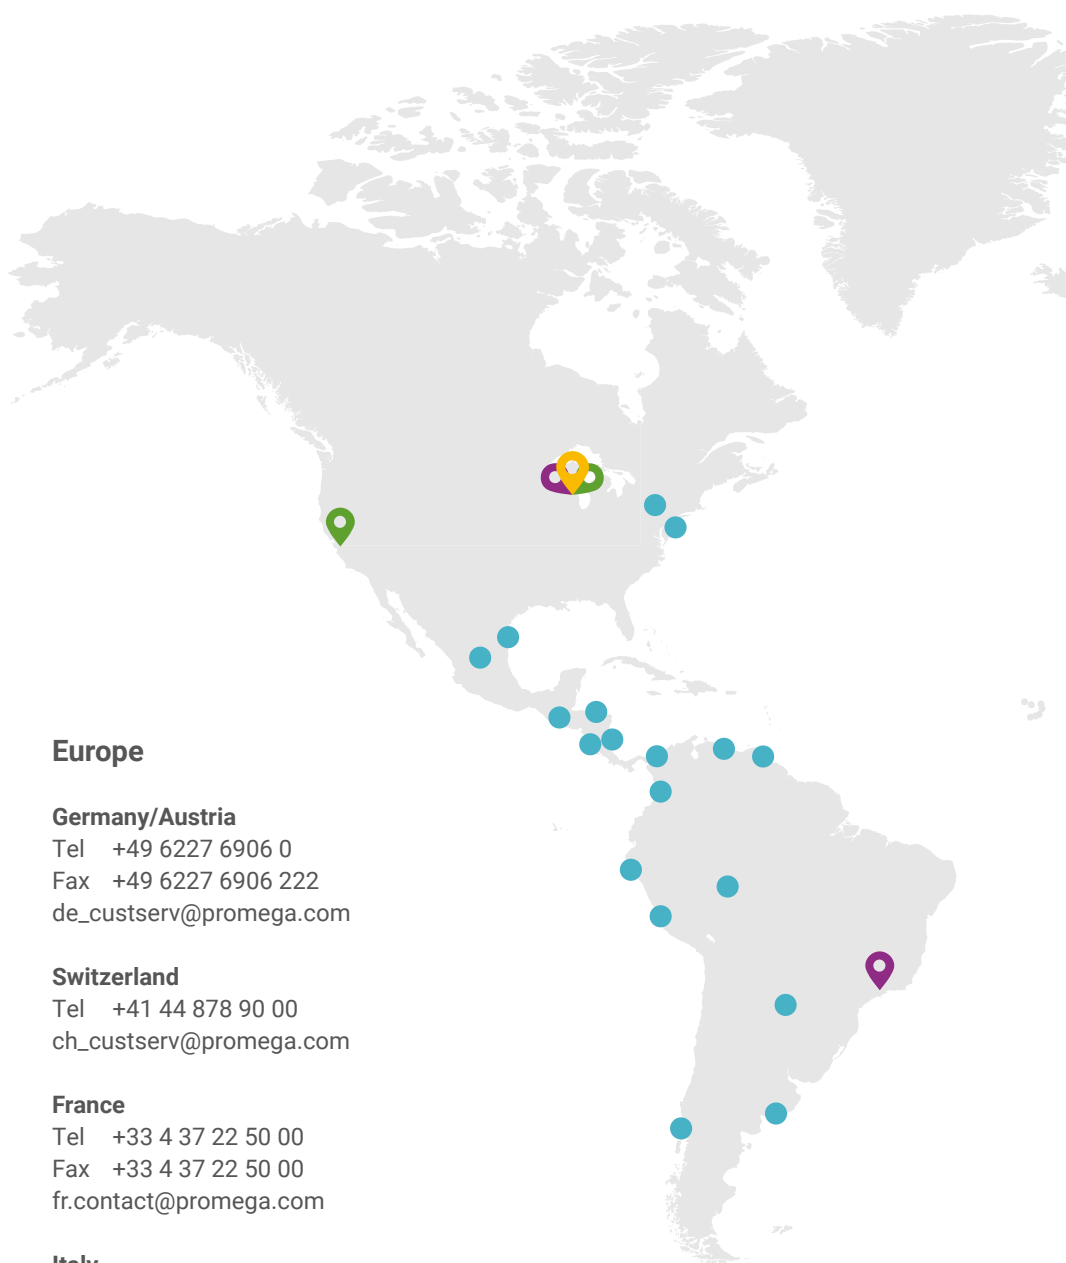 Europe
Germany/Austria
Tel +49 6227 6906 0
Fax +49 6227 6906 222
de_custserv@promega.com
Switzerland
Tel +41 44 878 90 00
ch_custserv@promega.com
France
Tel +33 4 37 22 50 00
Fax +33 4 37 22 50 00
fr.contact@promega.com
Italy